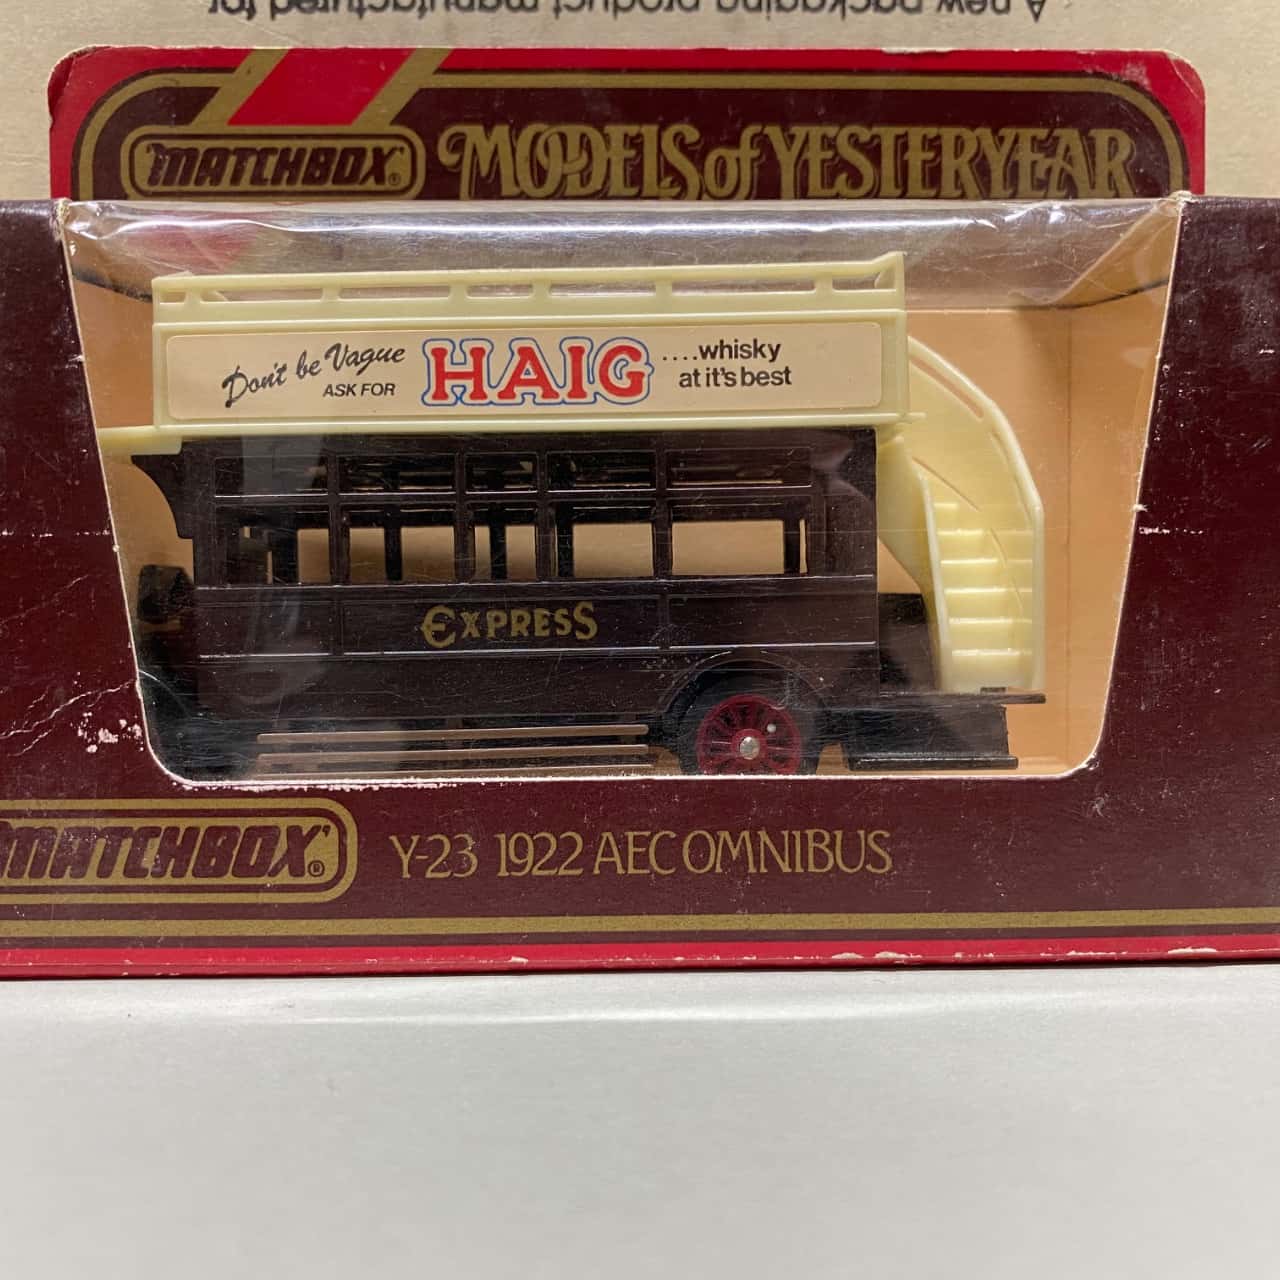 A new packaging product manufactured for
MATCHBOX®
MODELS of YESTERYEAR
Don't be Vague
ASK FOR
HAIG
....whisky
at it's best
EXPRESS
MATCHBOX®
Y-23 1922 AEC OMNIBUS